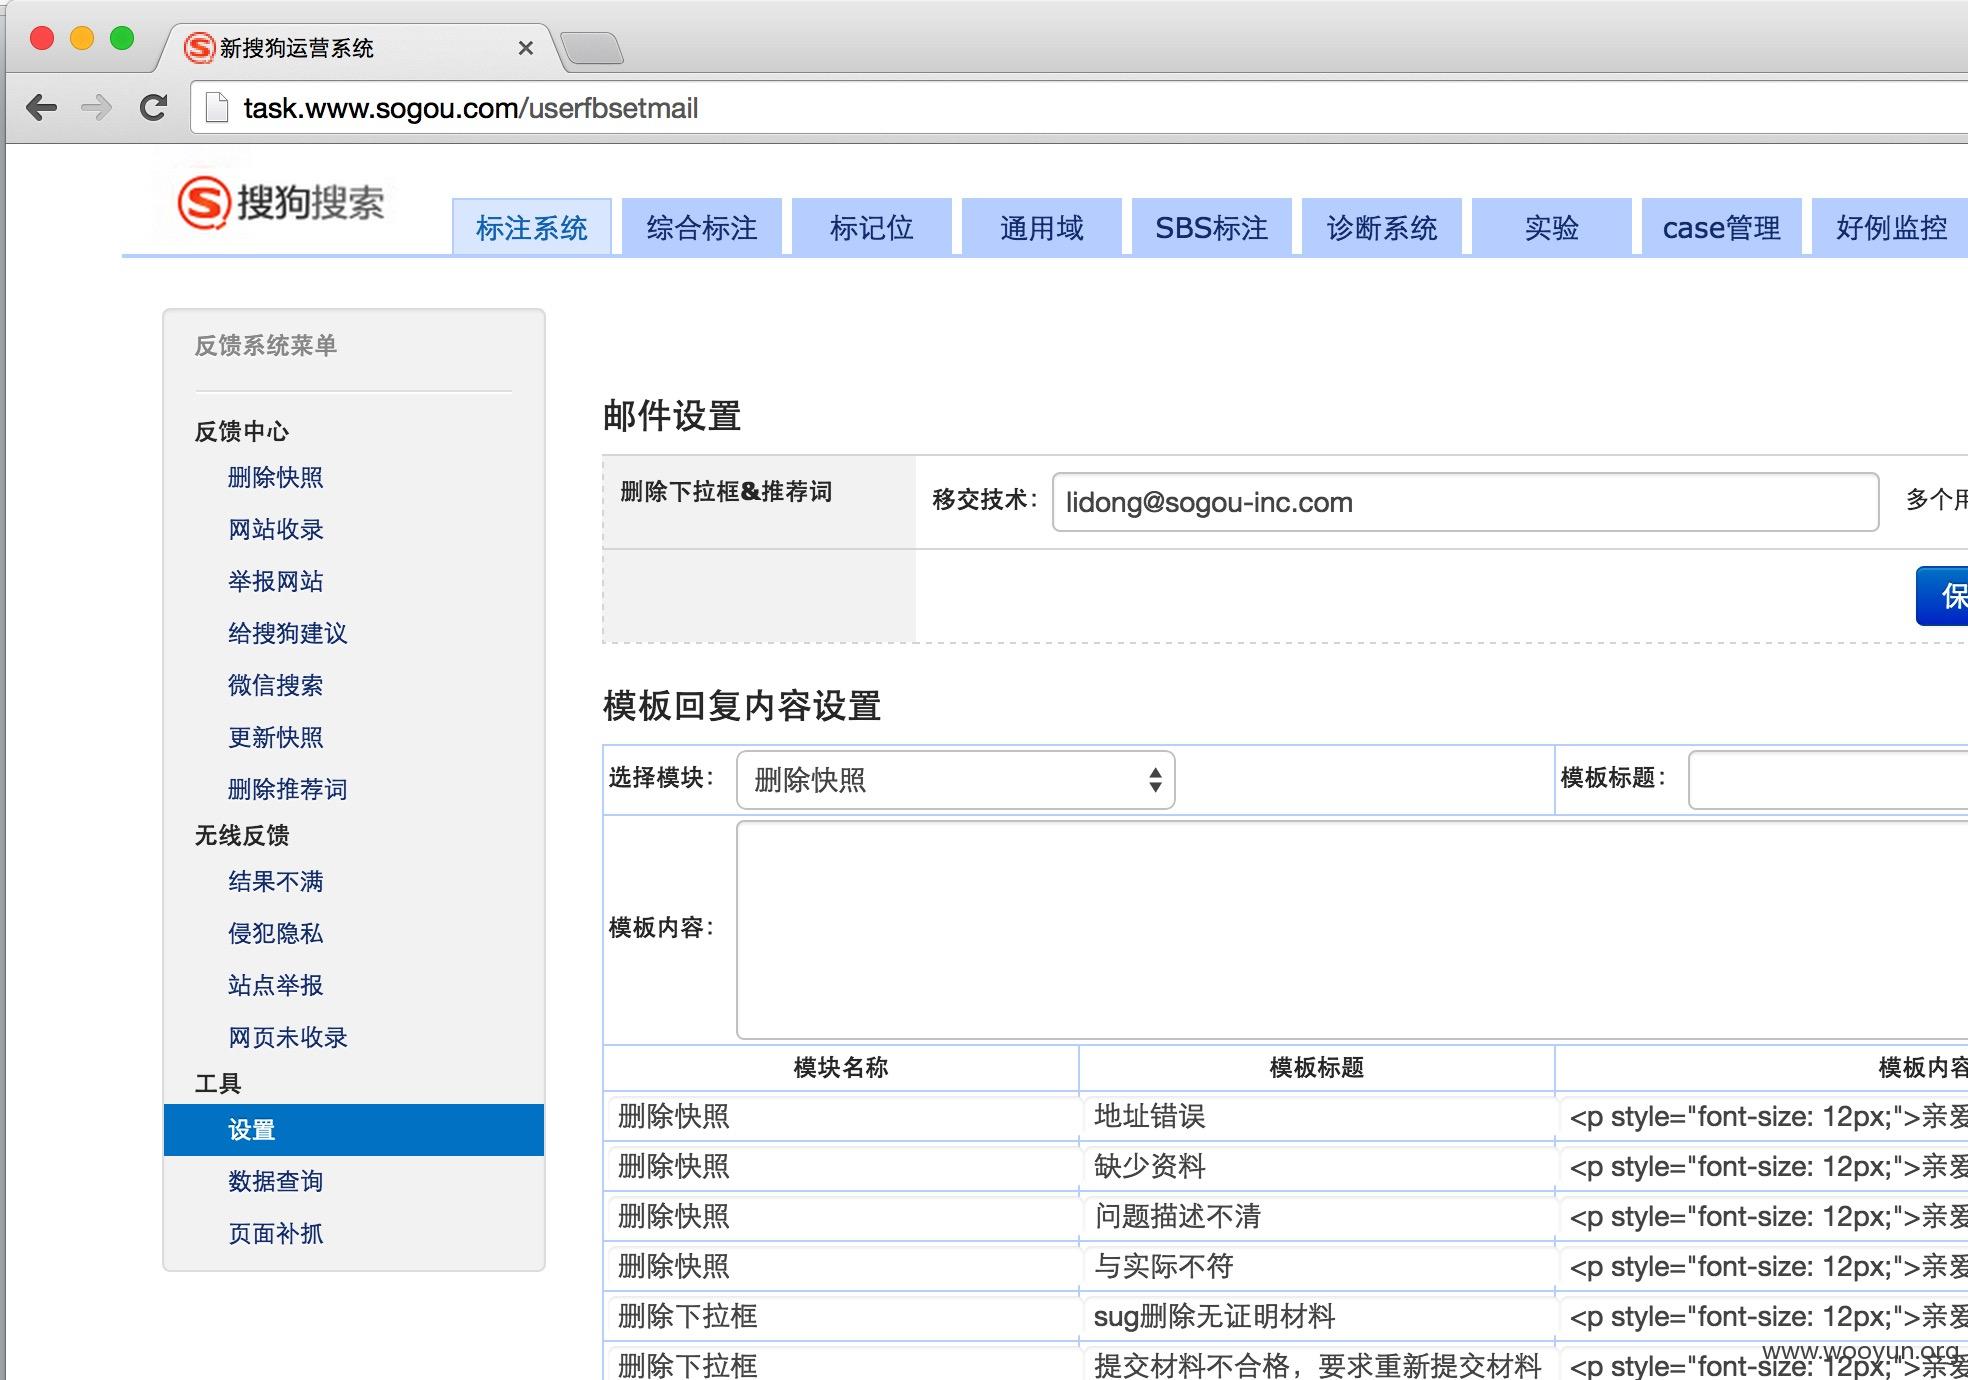 新搜狗运营系统
task.www.sogou.com/userfbsetmail
搜狗搜索
标注系统 综合标注 标记位 通用域 SBS标注 诊断系统 实验 case管理 好例监控
反馈系统菜单
反馈中心
删除快照
网站收录
举报网站
给搜狗建议
微信搜索
更新快照
删除推荐词
无线反馈
结果不满
侵犯隐私
站点举报
网页未收录
工具
设置
数据查询
页面补抓
邮件设置
删除下拉框&推荐词 移交技术： lidong@sogou-inc.com 多个用
保
模板回复内容设置
选择模块： 删除快照 模板标题：
模板内容：
模块名称 模板标题 模板内容
删除快照 地址错误 <p style="font-size: 12px;">亲爱
删除快照 缺少资料 <p style="font-size: 12px;">亲爱
删除快照 问题描述不清 <p style="font-size: 12px;">亲爱
删除快照 与实际不符 <p style="font-size: 12px;">亲爱
删除下拉框 sug删除无证明材料 <p style="font-size: 12px;">亲爱
删除下拉框 提交材料不合格，要求重新提交材料 <p style="font-size: 12px;">亲爱
www.wooyun.org